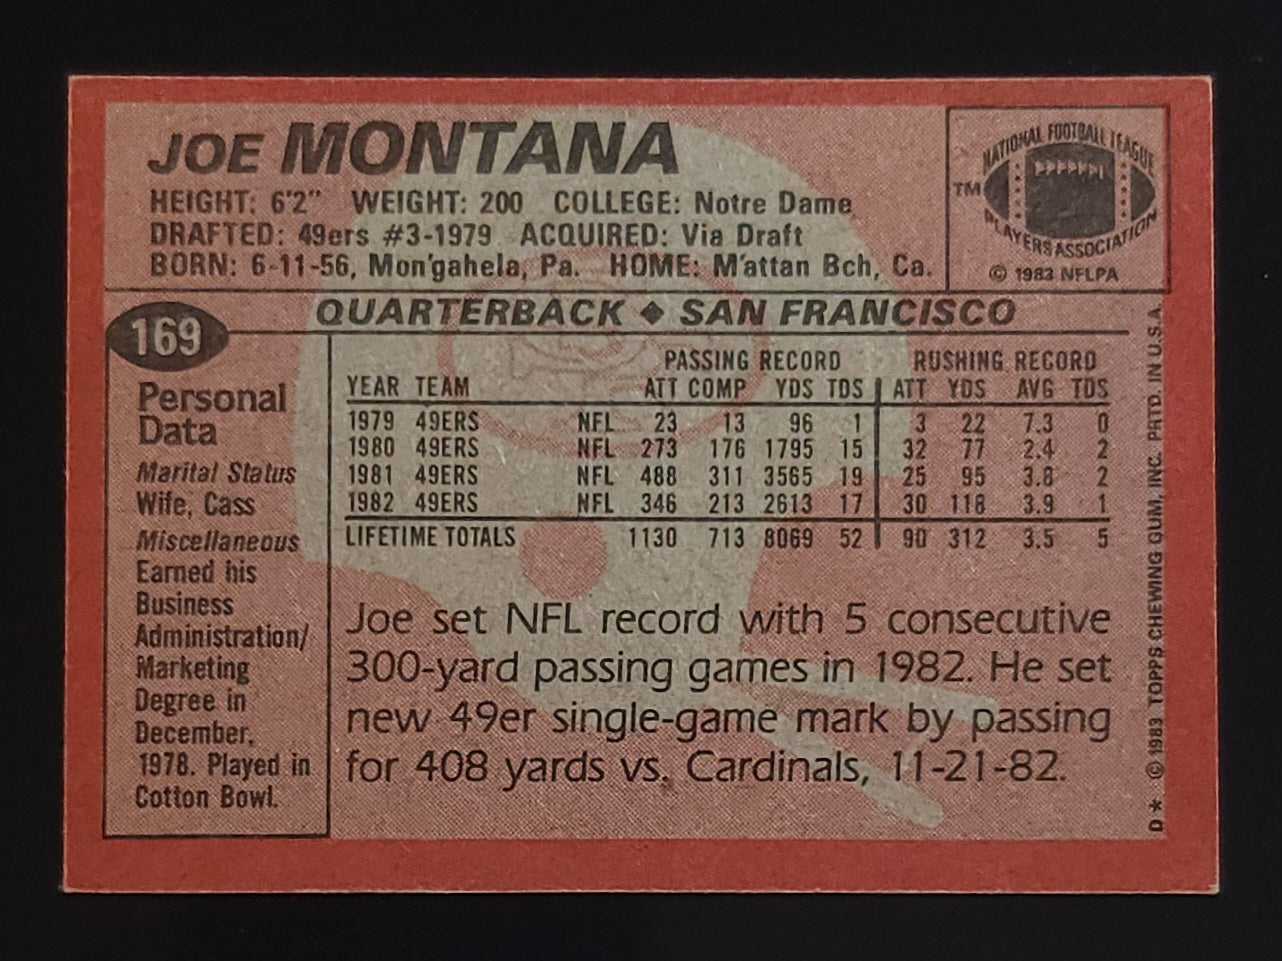 JOE MONTANA
HEIGHT: 6'2" WEIGHT: 200 COLLEGE: Notre Dame
DRAFTED: 49ers #3-1979 ACQUIRED: Via Draft
BORN: 6-11-56, Mon'gahela, Pa. HOME: M'attan Bch, Ca.
NATIONAL FOOTBALL LEAGUE
TM
PLAYERS ASSOCIATION
© 1983 NFLPA
QUARTERBACK ◆ SAN FRANCISCO
169
Personal
Data
Marital Status
Wife, Cass
Miscellaneous
Earned his
Business
Administration/
Marketing
Degree in
December,
1978. Played in
Cotton Bowl.
PASSING RECORD RUSHING RECORD
YEAR TEAM ATT COMP YDS TDS ATT YDS AVG TDS
1979 49ERS NFL 23 13 96 1 3 22 7.3 0
1980 49ERS NFL 273 176 1795 15 32 77 2.4 2
1981 49ERS NFL 488 311 3565 19 25 95 3.8 2
1982 49ERS NFL 346 213 2613 17 30 118 3.9 1
LIFETIME TOTALS 1130 713 8069 52 90 312 3.5 5
Joe set NFL record with 5 consecutive
300-yard passing games in 1982. He set
new 49er single-game mark by passing
for 408 yards vs. Cardinals, 11-21-82.
D* © 1983 TOPPS CHEWING GUM, INC. PRTD. IN U.S.A.